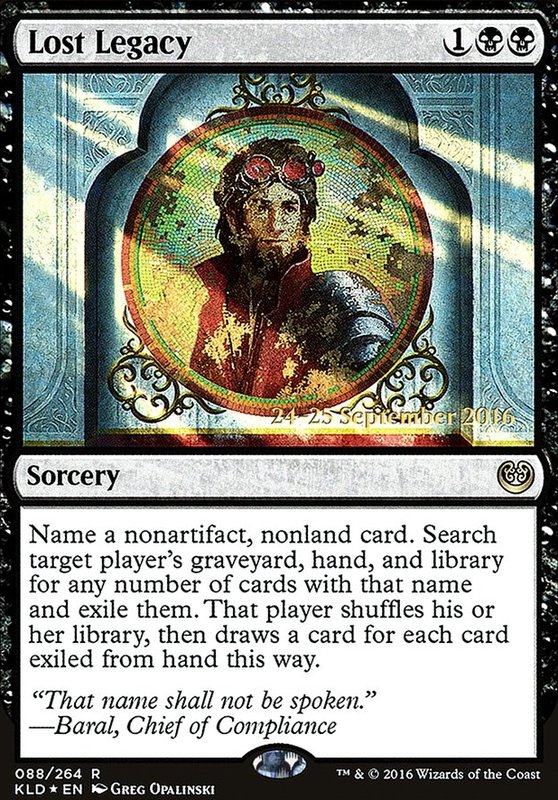 Lost Legacy 1
24–25 September 2016
Sorcery
Name a nonartifact, nonland card. Search
target player’s graveyard, hand, and library
for any number of cards with that name
and exile them. That player shuffles his or
her library, then draws a card for each card
exiled from hand this way.
“That name shall not be spoken.”
—Baral, Chief of Compliance
088/264 R
KLD ★ EN Greg Opalinski
™ & © 2016 Wizards of the Coast